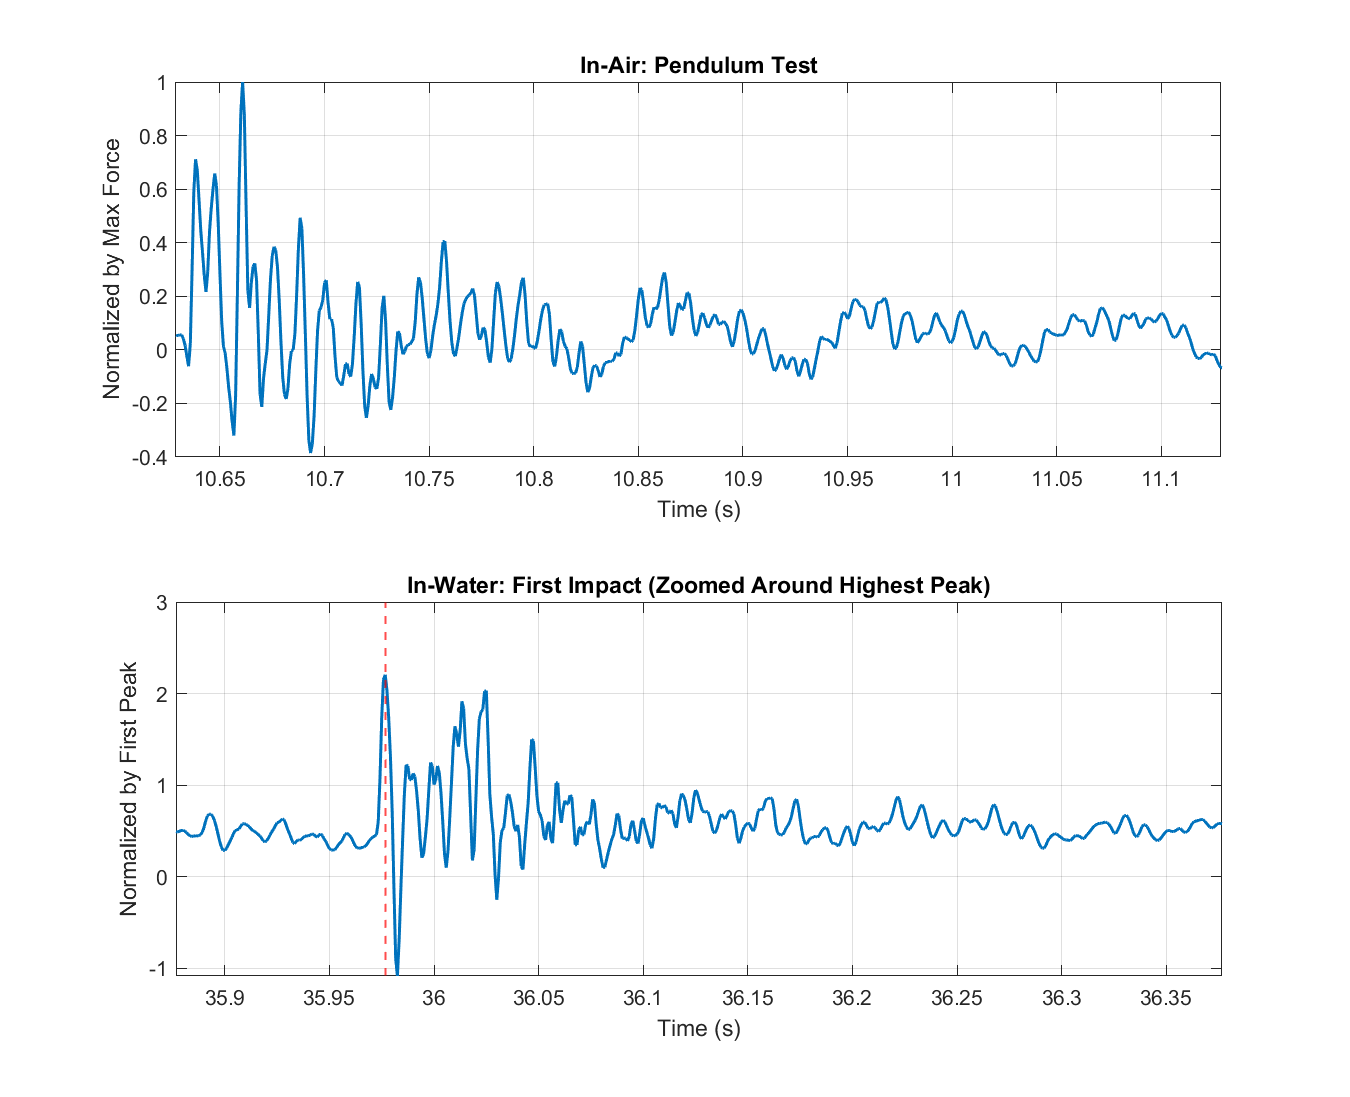 In-Air: Pendulum Test
Normalized by Max Force
1
0.8
0.6
0.4
0.2
0
-0.2
-0.4
10.65 10.7 10.75 10.8 10.85 10.9 10.95 11 11.05 11.1
Time (s)
In-Water: First Impact (Zoomed Around Highest Peak)
Normalized by First Peak
3
2
1
0
-1
35.9 35.95 36 36.05 36.1 36.15 36.2 36.25 36.3 36.35
Time (s)